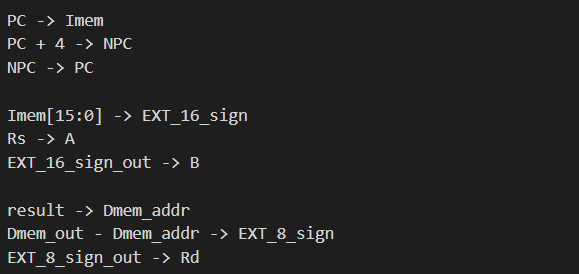 PC -> Imem
PC + 4 -> NPC
NPC -> PC
Imem[15:0] -> EXT_16_sign
Rs -> A
EXT_16_sign_out -> B
result -> Dmem_addr
Dmem_out - Dmem_addr -> EXT_8_sign
EXT_8_sign_out -> Rd